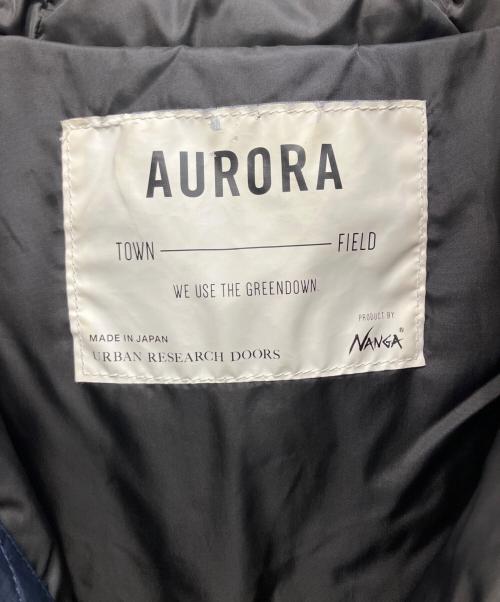 AURORA
TOWN FIELD
WE USE THE GREENDOWN.
PRODUCT BY
MADE IN JAPAN
NANGA®
URBAN RESEARCH DOORS